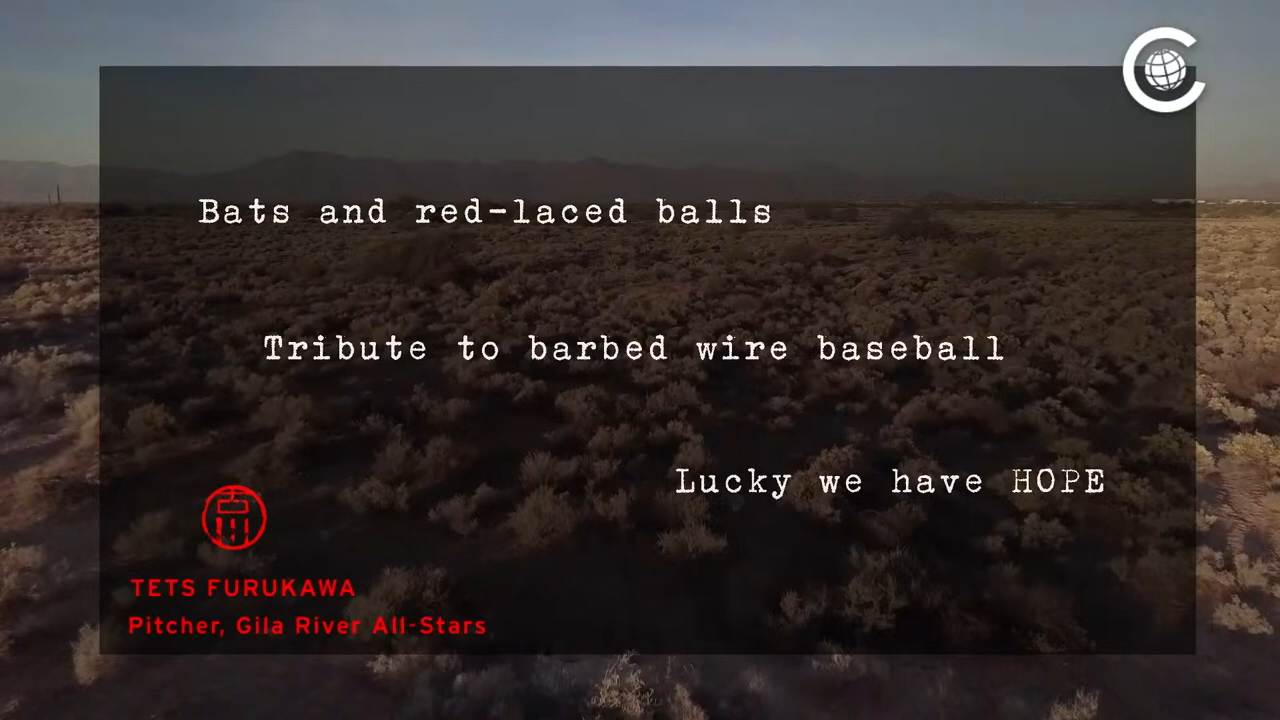 Bats and red-laced balls
Tribute to barbed wire baseball
Lucky we have HOPE
TETS FURUKAWA
Pitcher, Gila River All-Stars